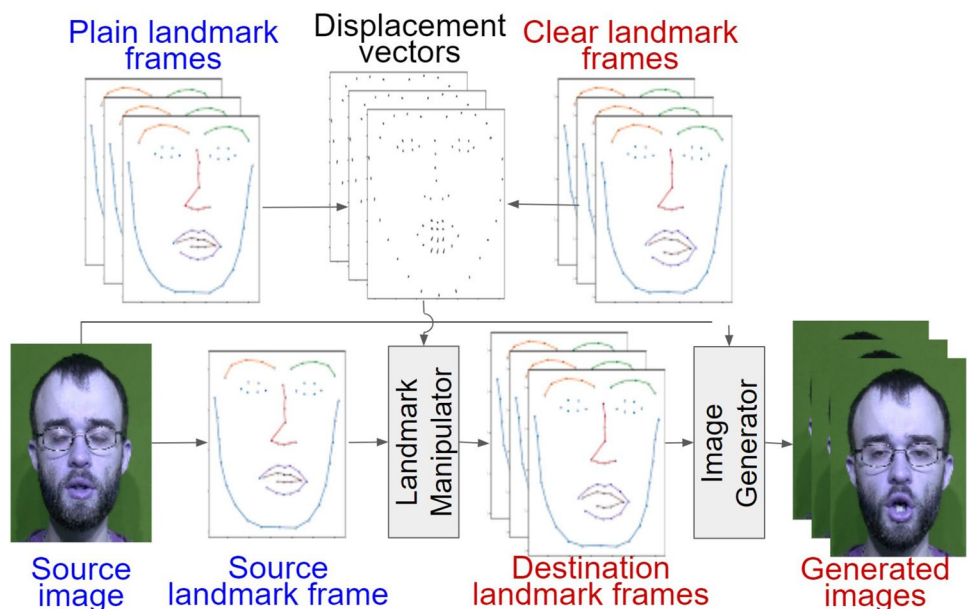 Plain landmark
frames
Displacement
vectors
Clear landmark
frames
Landmark
Manipulator
Image
Generator
Source
image
Source
landmark frame
Destination
landmark frames
Generated
images